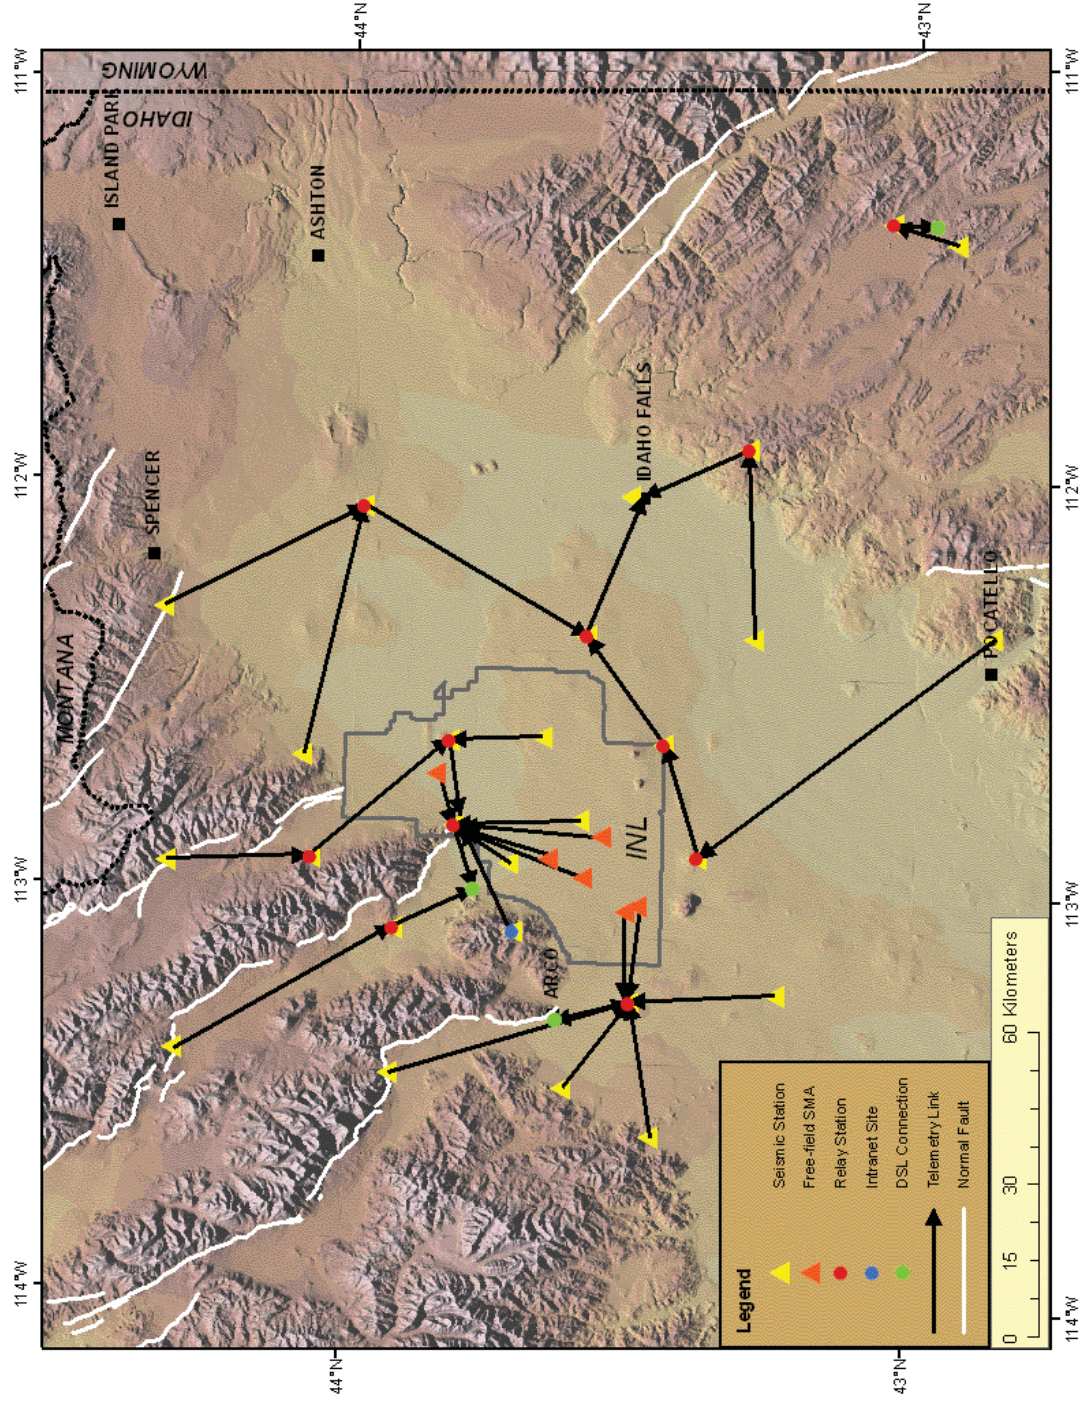 111°W
112°W
113°W
114°W
44°N
43°N
44°N
43°N
111°W
112°W
113°W
114°W
MONTANA
IDAHO
WYOMING
ISLAND PARK
ASHTON
SPENCER
IDAHO FALLS
POCATELLO
ARCO
INL
Legend
Seismic Station
Free-field SMA
Relay Station
Intranet Site
DSL Connection
Telemetry Link
Normal Fault
0 15 30 60 Kilometers